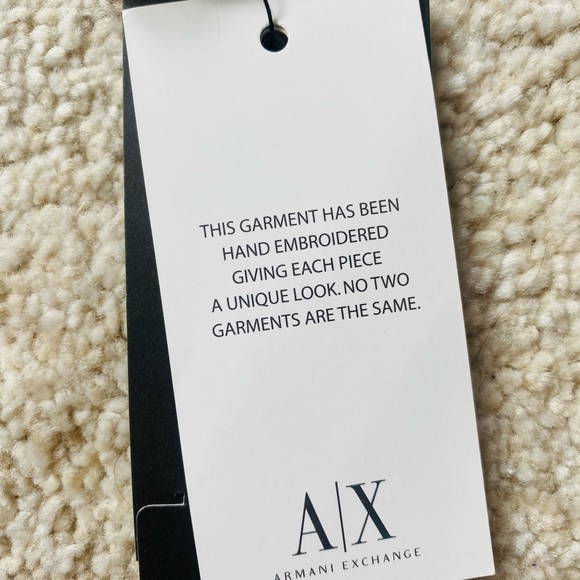 THIS GARMENT HAS BEEN
HAND EMBROIDERED
GIVING EACH PIECE
A UNIQUE LOOK. NO TWO
GARMENTS ARE THE SAME.
A|X
ARMANI EXCHANGE